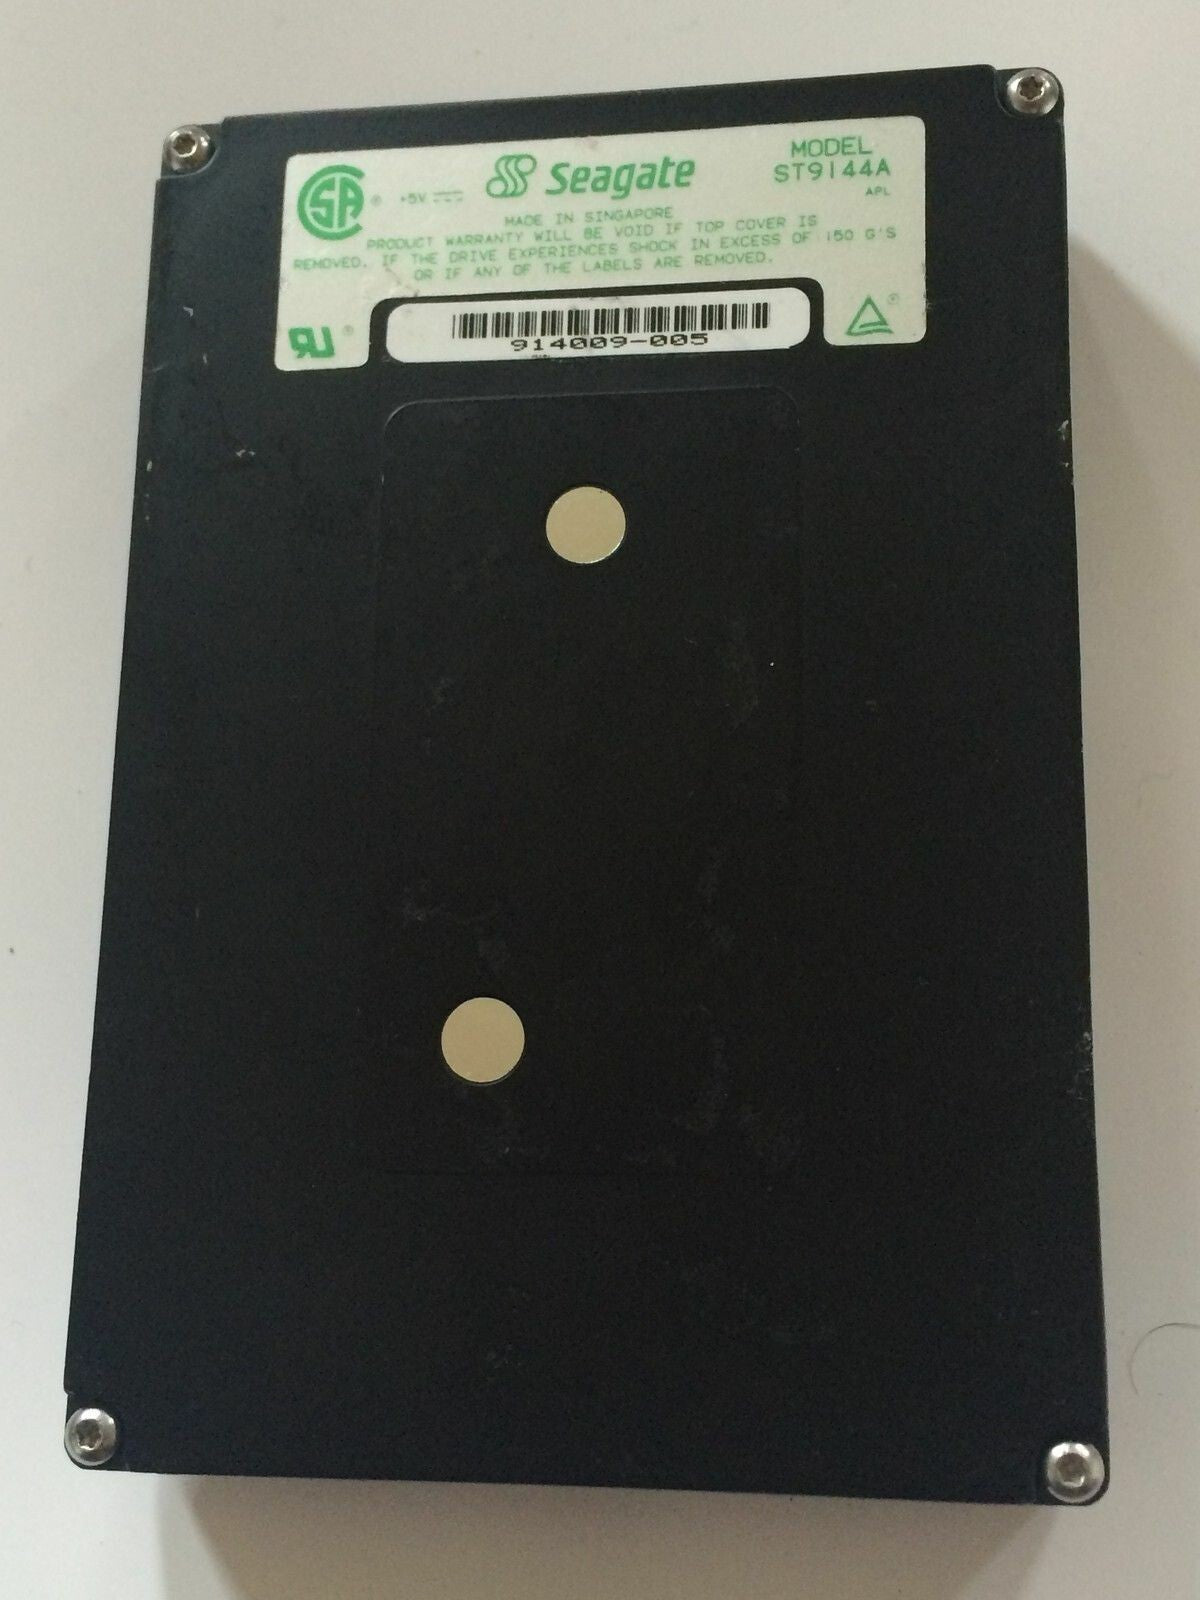 MODEL
ST9144A
APL
SA ® +5V Seagate
MADE IN SINGAPORE
PRODUCT WARRANTY WILL BE VOID IF TOP COVER IS
REMOVED, IF THE DRIVE EXPERIENCES SHOCK IN EXCESS OF 150 G'S
OR IF ANY OF THE LABELS ARE REMOVED.
914009-005